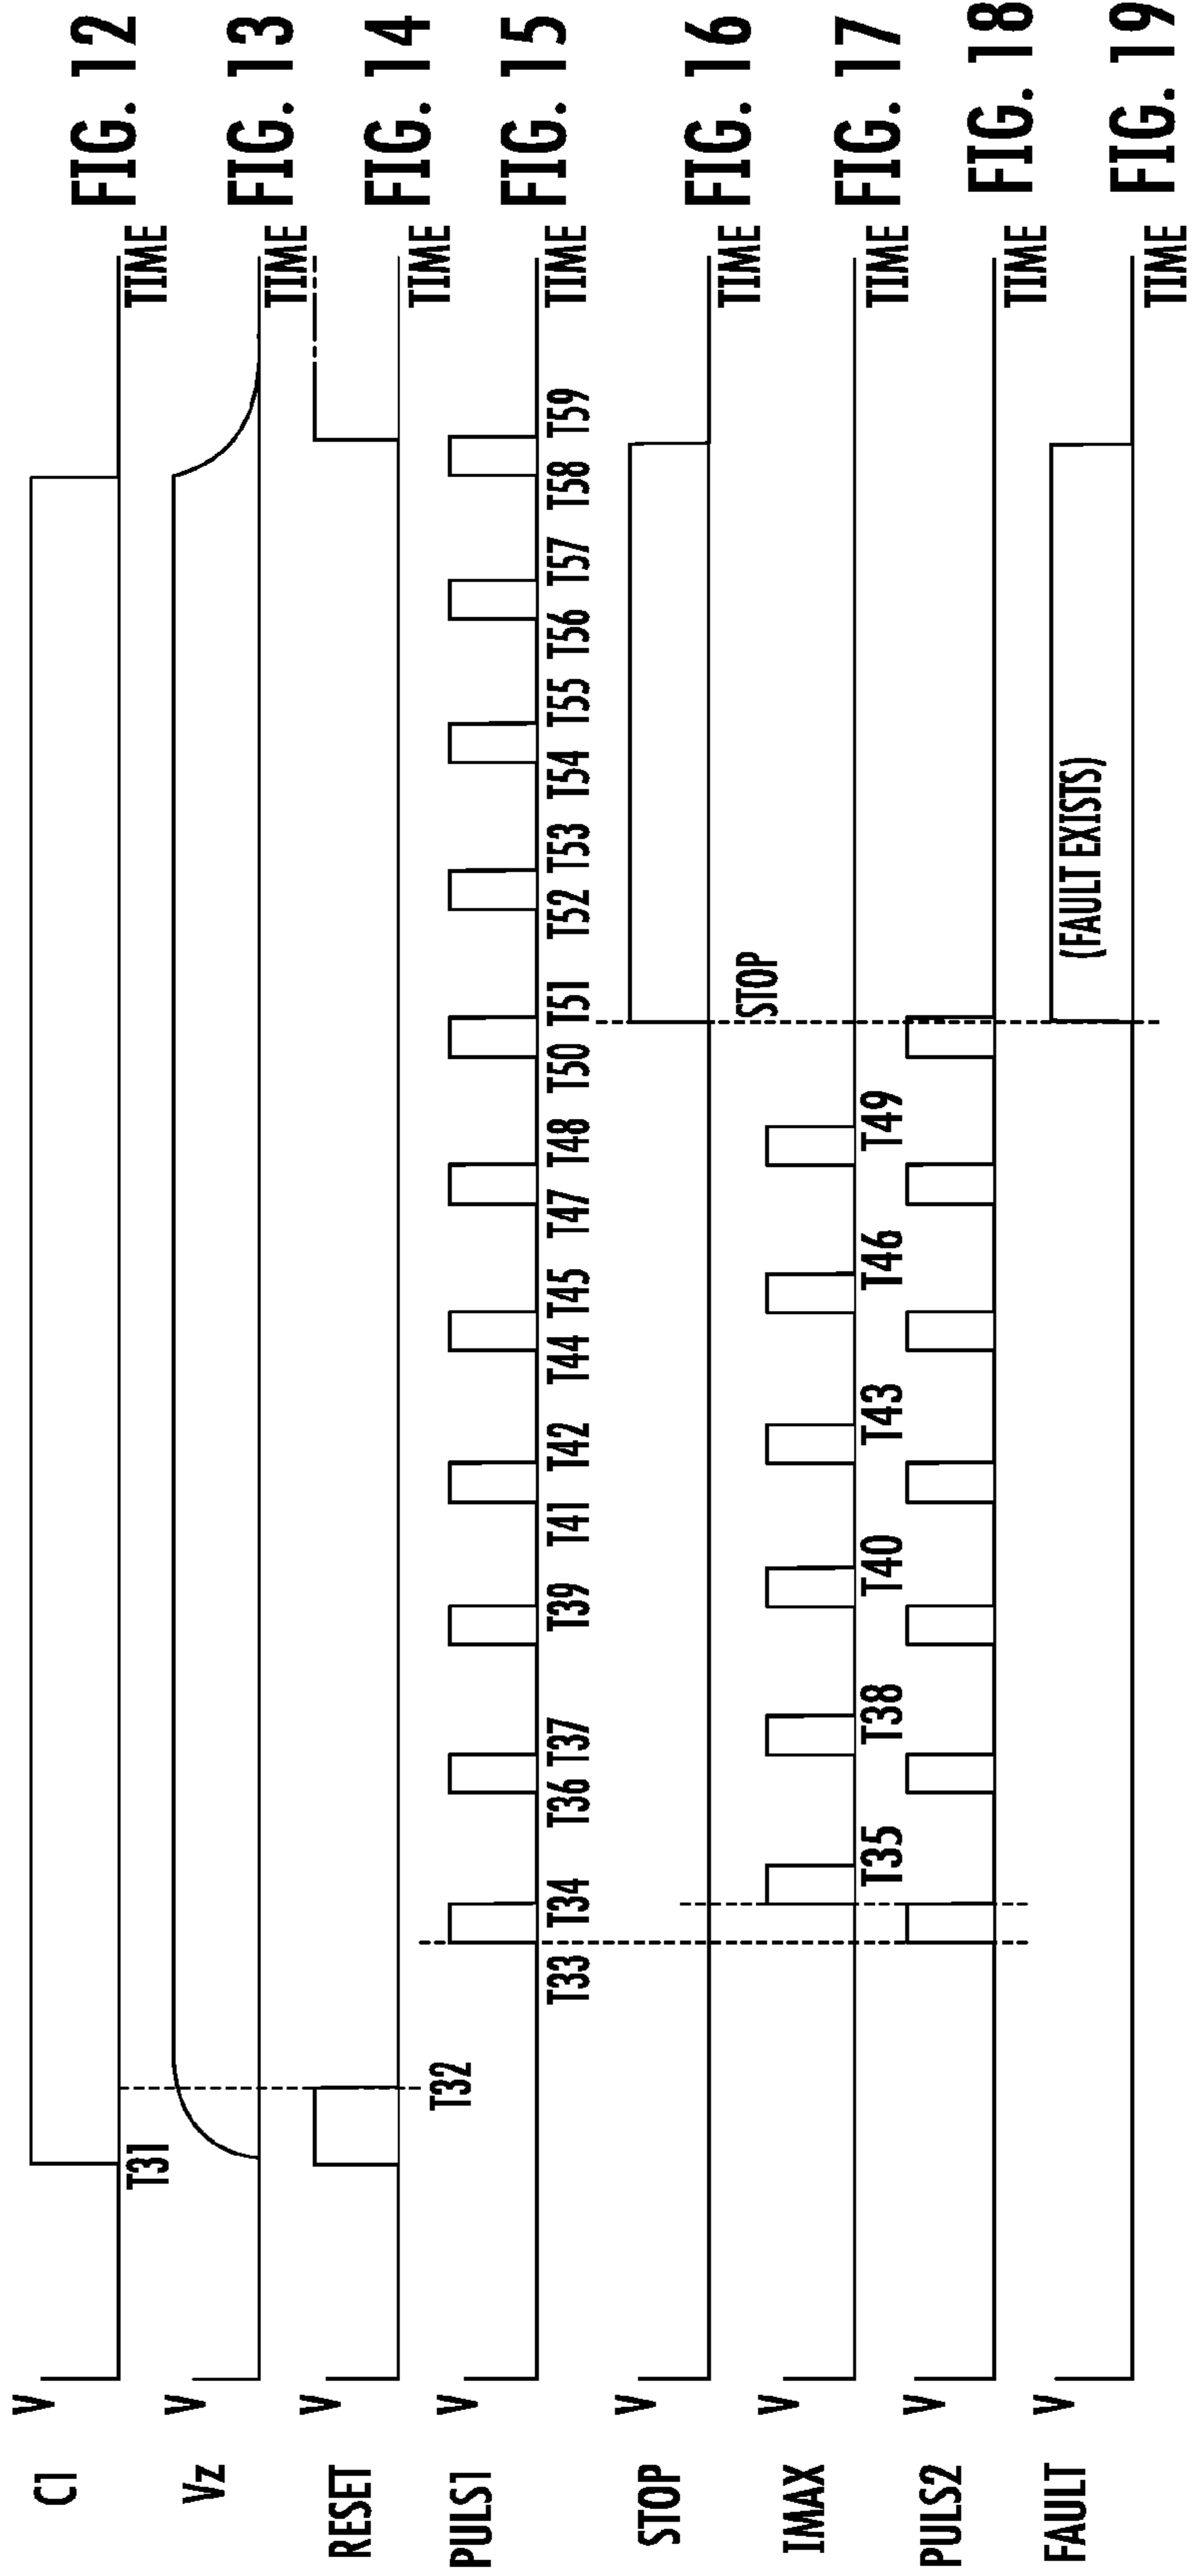 C1 V T31 TIME FIG. 12
Vz V TIME FIG. 13
RESET V T32 TIME FIG. 14
PULS1 V T33 T34 T36 T37 T39 T41 T42 T44 T45 T47 T48 T50 T51 T52 T53 T54 T55 T56 T57 T58 T59 TIME FIG. 15
STOP V STOP TIME FIG. 16
IMAX V T35 T38 T40 T43 T46 T49 TIME FIG. 17
PULS2 V TIME FIG. 18
FAULT V (FAULT EXISTS) TIME FIG. 19